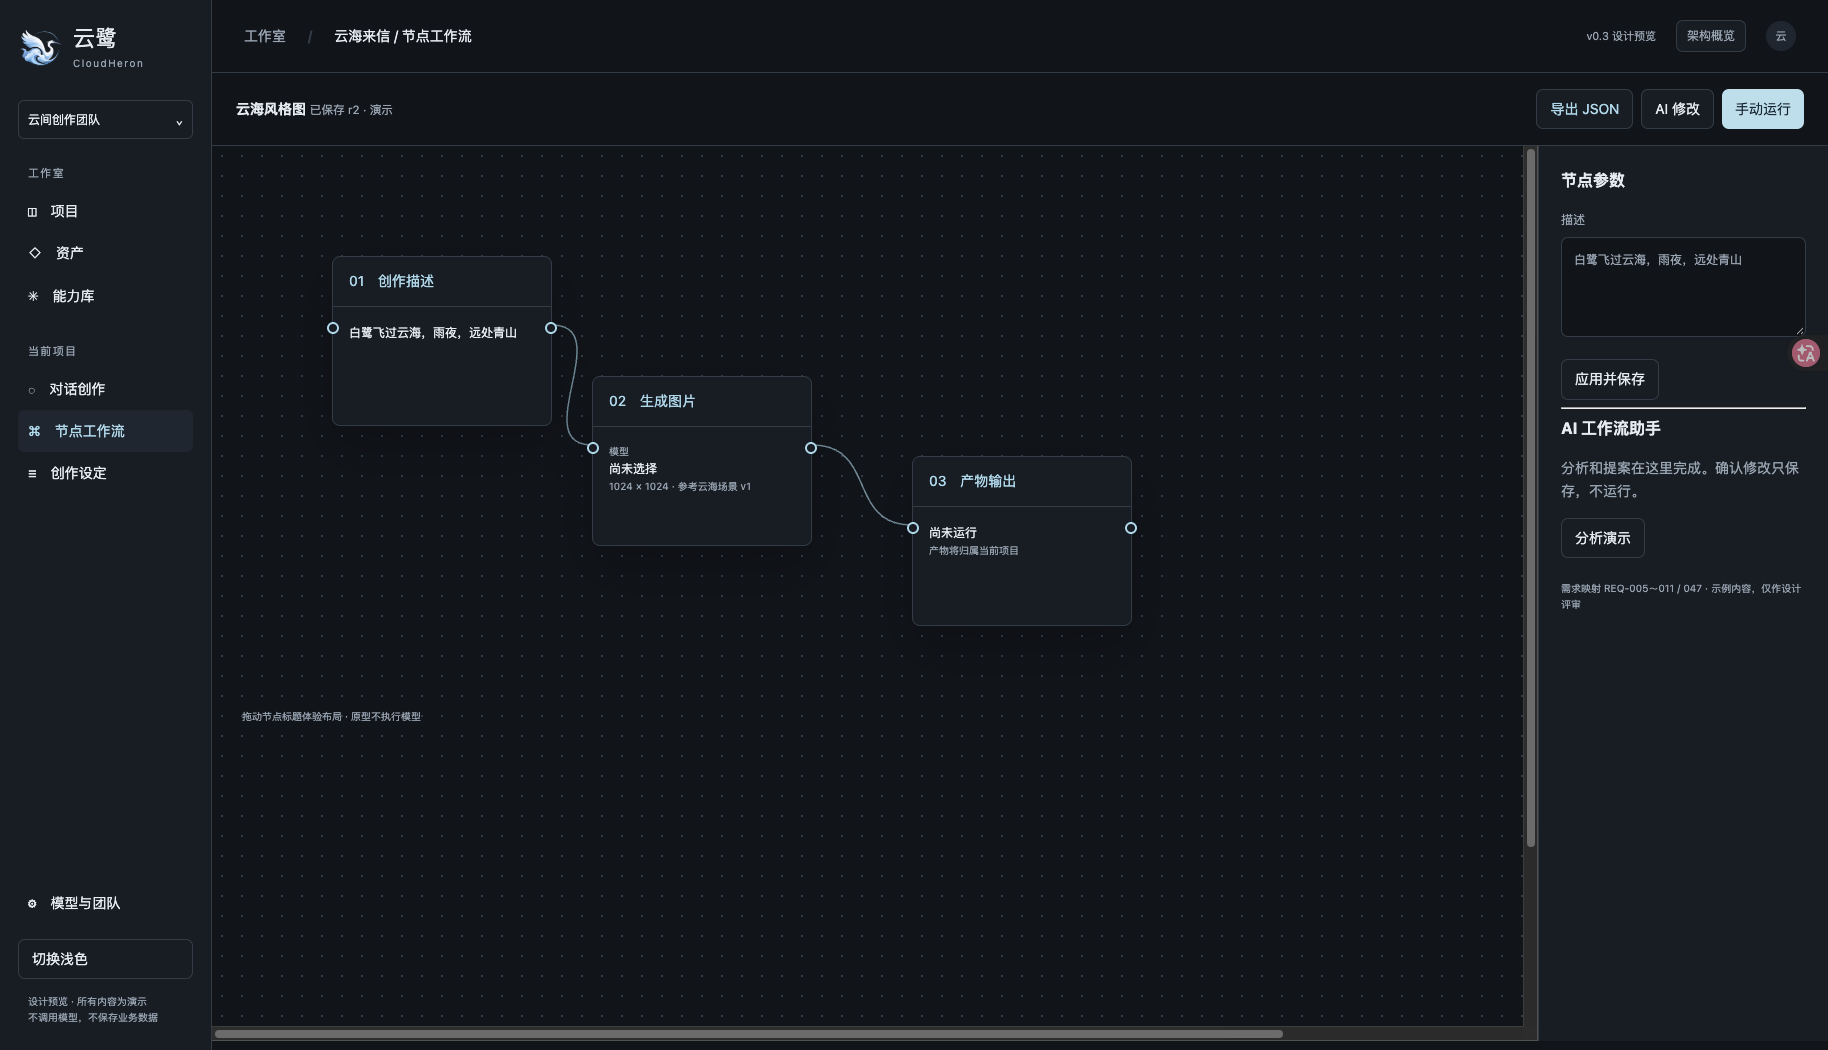 云鹭
CloudHeron
云间创作团队
工作室
项目
资产
能力库
当前项目
对话创作
节点工作流
创作设定
模型与团队
切换浅色
设计预览 · 所有内容为演示
不调用模型，不保存业务数据
工作室 / 云海来信 / 节点工作流
v0.3 设计预览
架构概览
云
云海风格图 已保存 r2 · 演示
导出 JSON
AI 修改
手动运行
01 创作描述
白鹭飞过云海，雨夜，远处青山
02 生成图片
模型
尚未选择
1024 × 1024 · 参考云海场景 v1
03 产物输出
尚未运行
产物将归属当前项目
拖动节点标题体验布局 · 原型不执行模型
节点参数
描述
白鹭飞过云海，雨夜，远处青山
应用并保存
AI 工作流助手
分析和提案在这里完成。确认修改只保
存，不运行。
分析演示
需求映射 REQ-005～011 / 047 · 示例内容，仅作设计
评审